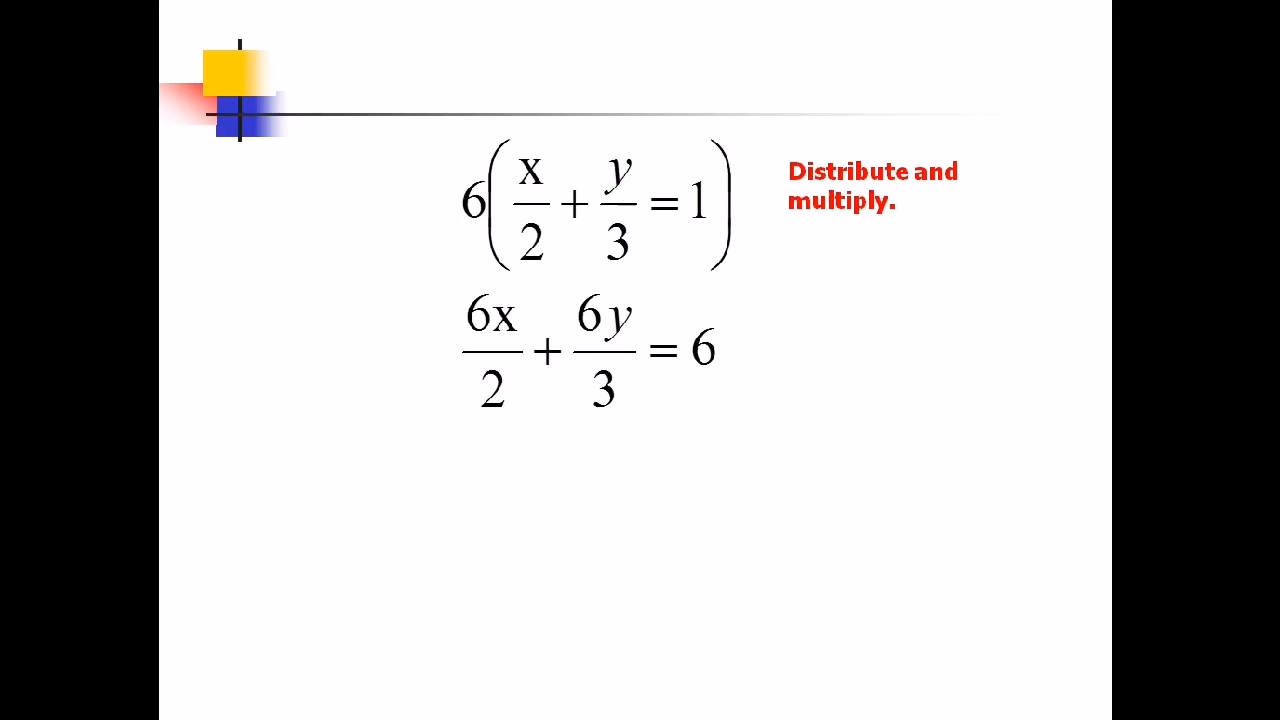 6(x/2 + y/3 = 1)
Distribute and
multiply.
6x/2 + 6y/3 = 6